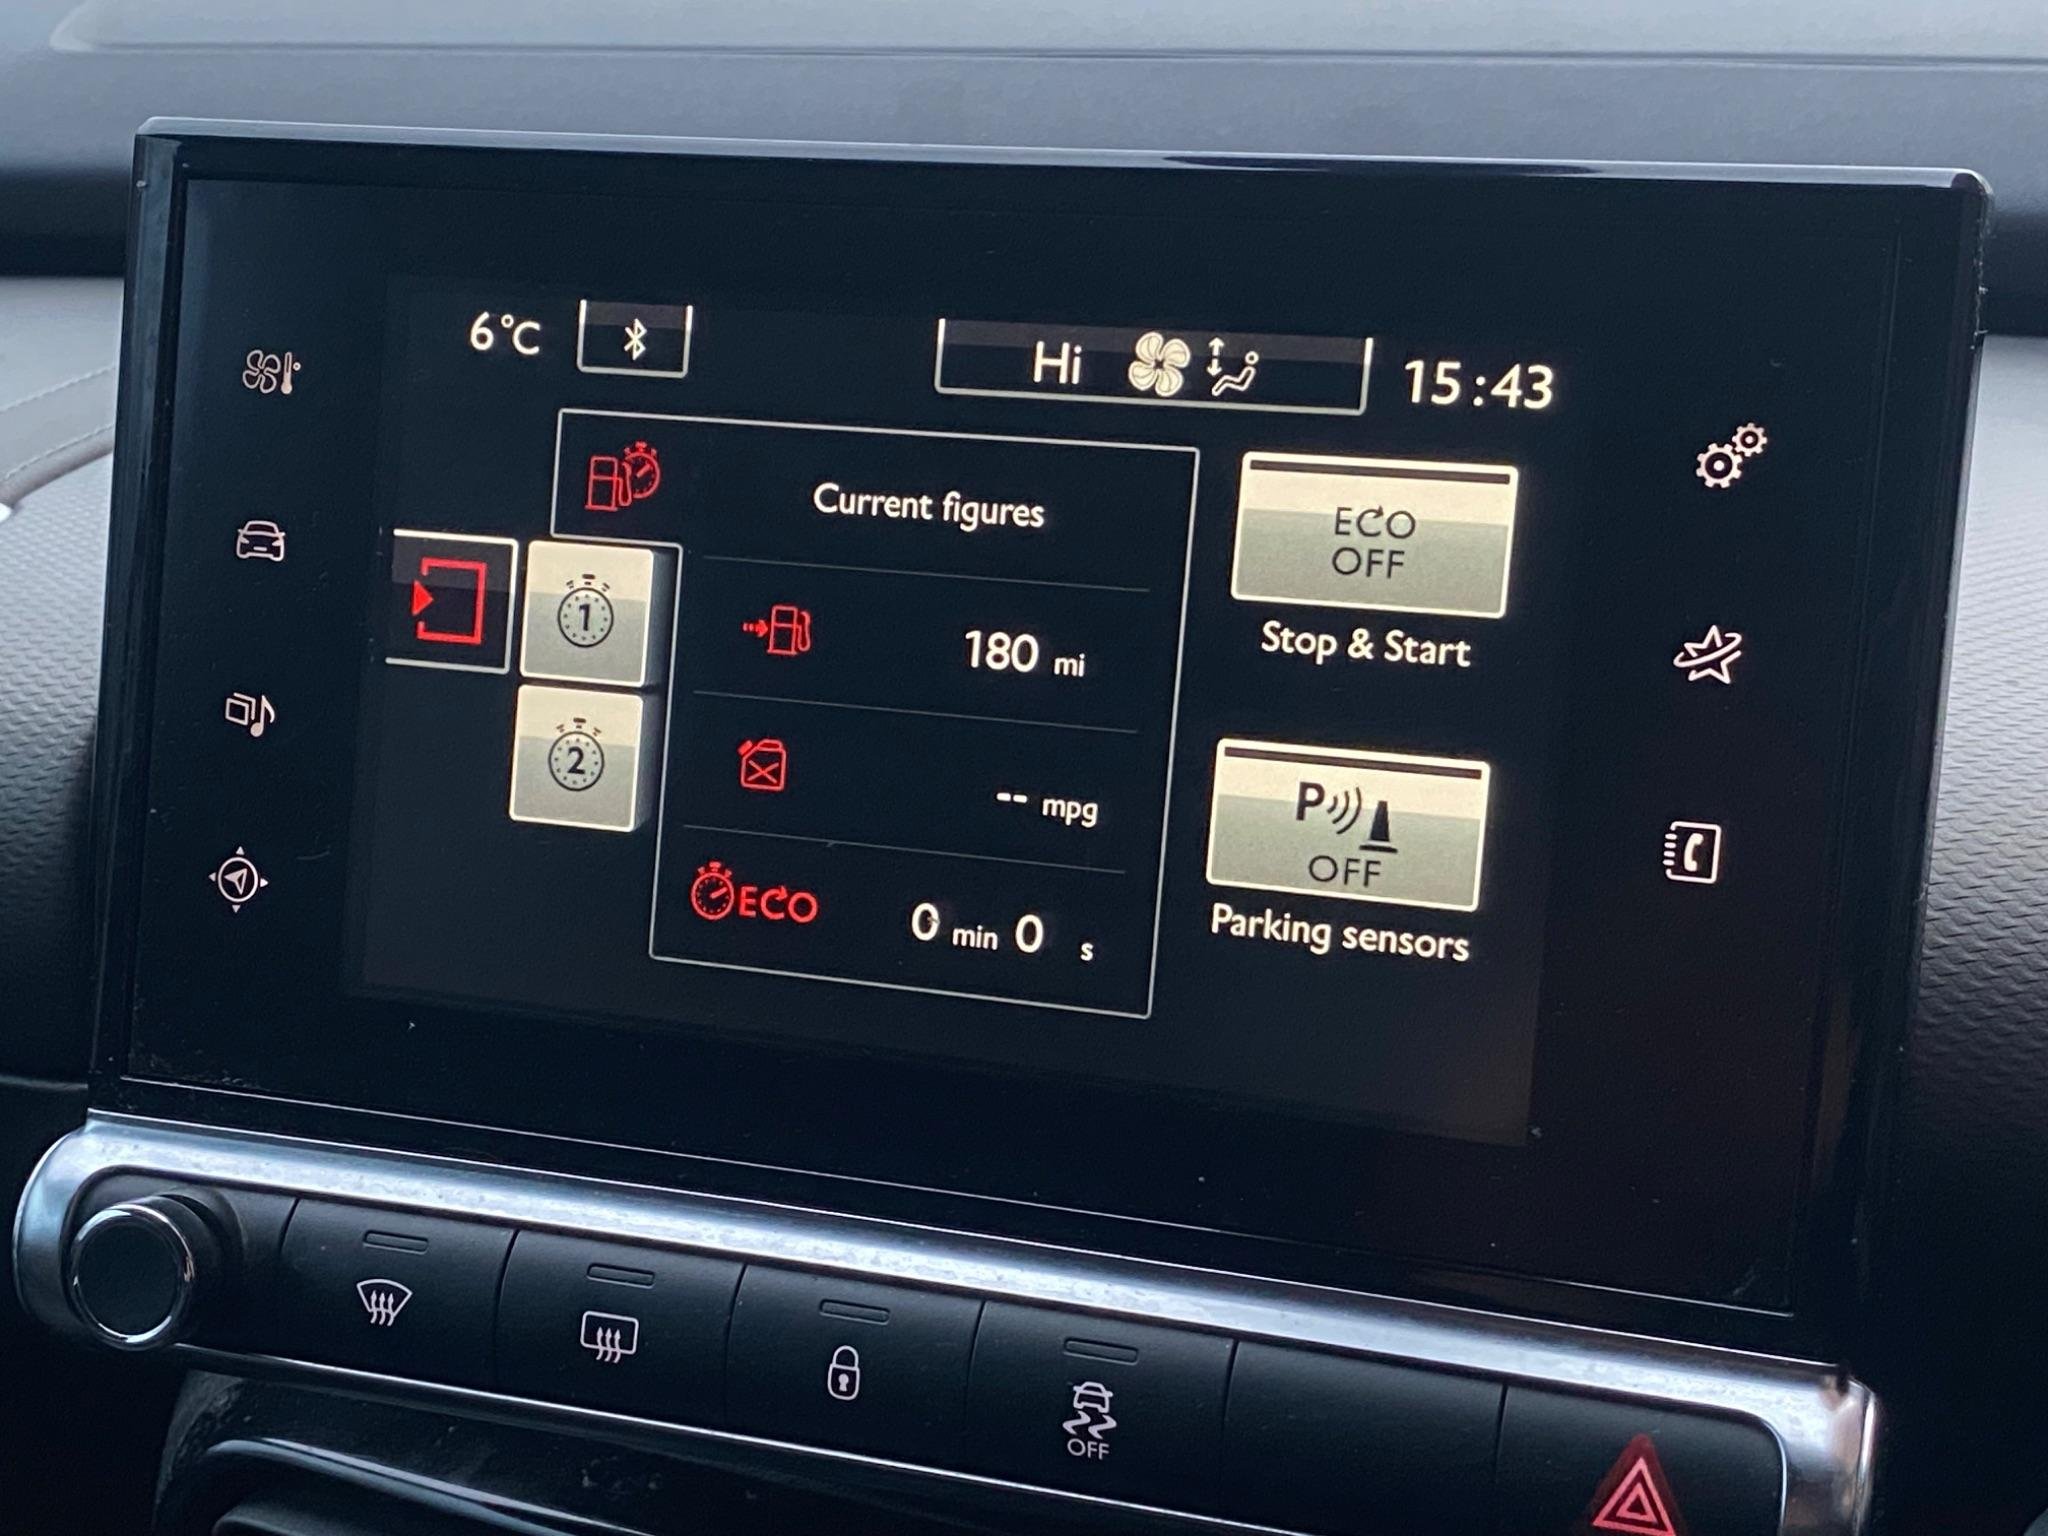 6°C
Hi
15:43
Current figures
1
180 mi
2
-- mpg
ECO
0 min 0 s
ECO
OFF
Stop & Start
P
OFF
Parking sensors
OFF